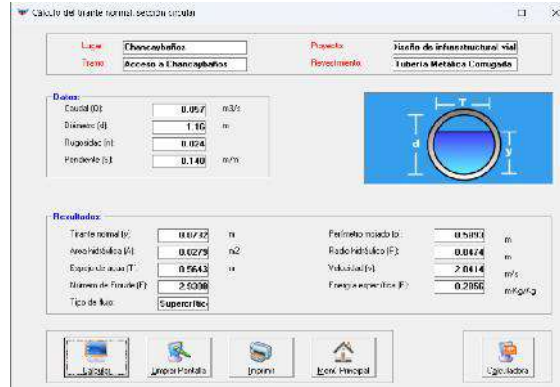 Cálculo del tirante normal, sección circular
Lugar: Chancaybaños Proyecto: Diseño de infraestructural vial
Tramo: Acceso a Chancaybaños Revestimiento: Tubería Metálica Corrugada
Datos:
Caudal (Q): 0.057 m3/s
Diámetro (d): 1.16 m
Rugosidad (n): 0.024
Pendiente (s): 0.140 m/m
T
d
y
Resultados:
Tirante normal (y): 0.0732 m Perímetro mojado (p): 0.5893 m
Area hidráulica (A): 0.0279 m2 Radio hidráulico (R): 0.0474 m
Espejo de agua (T): 0.5643 m Velocidad (v): 2.0414 m/s
Número de Froude (F): 2.9308 Energía específica (E): 0.2856 m-Kg/Kg
Tipo de flujo: Supercrític
Calcular Limpiar Pantalla Imprimir Menú Principal Calculadora